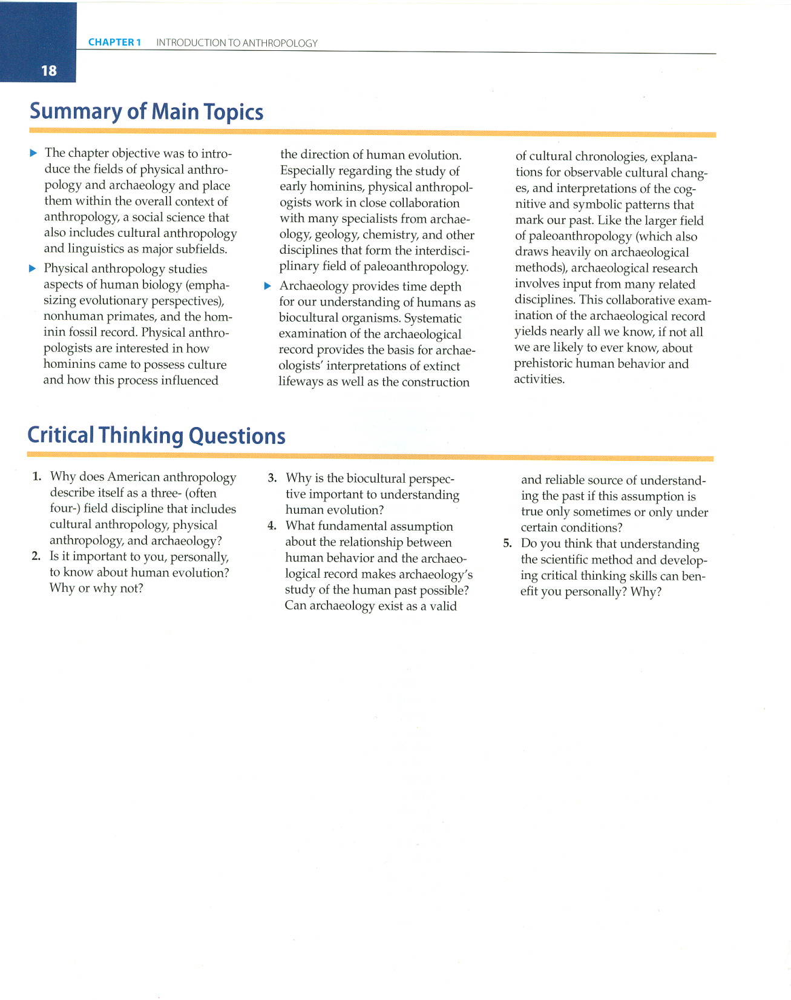 CHAPTER 1 INTRODUCTION TO ANTHROPOLOGY
18
Summary of Main Topics
▶ The chapter objective was to intro-
duce the fields of physical anthro-
pology and archaeology and place
them within the overall context of
anthropology, a social science that
also includes cultural anthropology
and linguistics as major subfields.
▶ Physical anthropology studies
aspects of human biology (empha-
sizing evolutionary perspectives),
nonhuman primates, and the hom-
inin fossil record. Physical anthro-
pologists are interested in how
hominins came to possess culture
and how this process influenced
the direction of human evolution.
Especially regarding the study of
early hominins, physical anthropol-
ogists work in close collaboration
with many specialists from archae-
ology, geology, chemistry, and other
disciplines that form the interdisci-
plinary field of paleoanthropology.
▶ Archaeology provides time depth
for our understanding of humans as
biocultural organisms. Systematic
examination of the archaeological
record provides the basis for archae-
ologists' interpretations of extinct
lifeways as well as the construction
of cultural chronologies, explana-
tions for observable cultural chang-
es, and interpretations of the cog-
nitive and symbolic patterns that
mark our past. Like the larger field
of paleoanthropology (which also
draws heavily on archaeological
methods), archaeological research
involves input from many related
disciplines. This collaborative exam-
ination of the archaeological record
yields nearly all we know, if not all
we are likely to ever know, about
prehistoric human behavior and
activities.
Critical Thinking Questions
1. Why does American anthropology
describe itself as a three- (often
four-) field discipline that includes
cultural anthropology, physical
anthropology, and archaeology?
2. Is it important to you, personally,
to know about human evolution?
Why or why not?
3. Why is the biocultural perspec-
tive important to understanding
human evolution?
4. What fundamental assumption
about the relationship between
human behavior and the archaeo-
logical record makes archaeology's
study of the human past possible?
Can archaeology exist as a valid
and reliable source of understand-
ing the past if this assumption is
true only sometimes or only under
certain conditions?
5. Do you think that understanding
the scientific method and develop-
ing critical thinking skills can ben-
efit you personally? Why?